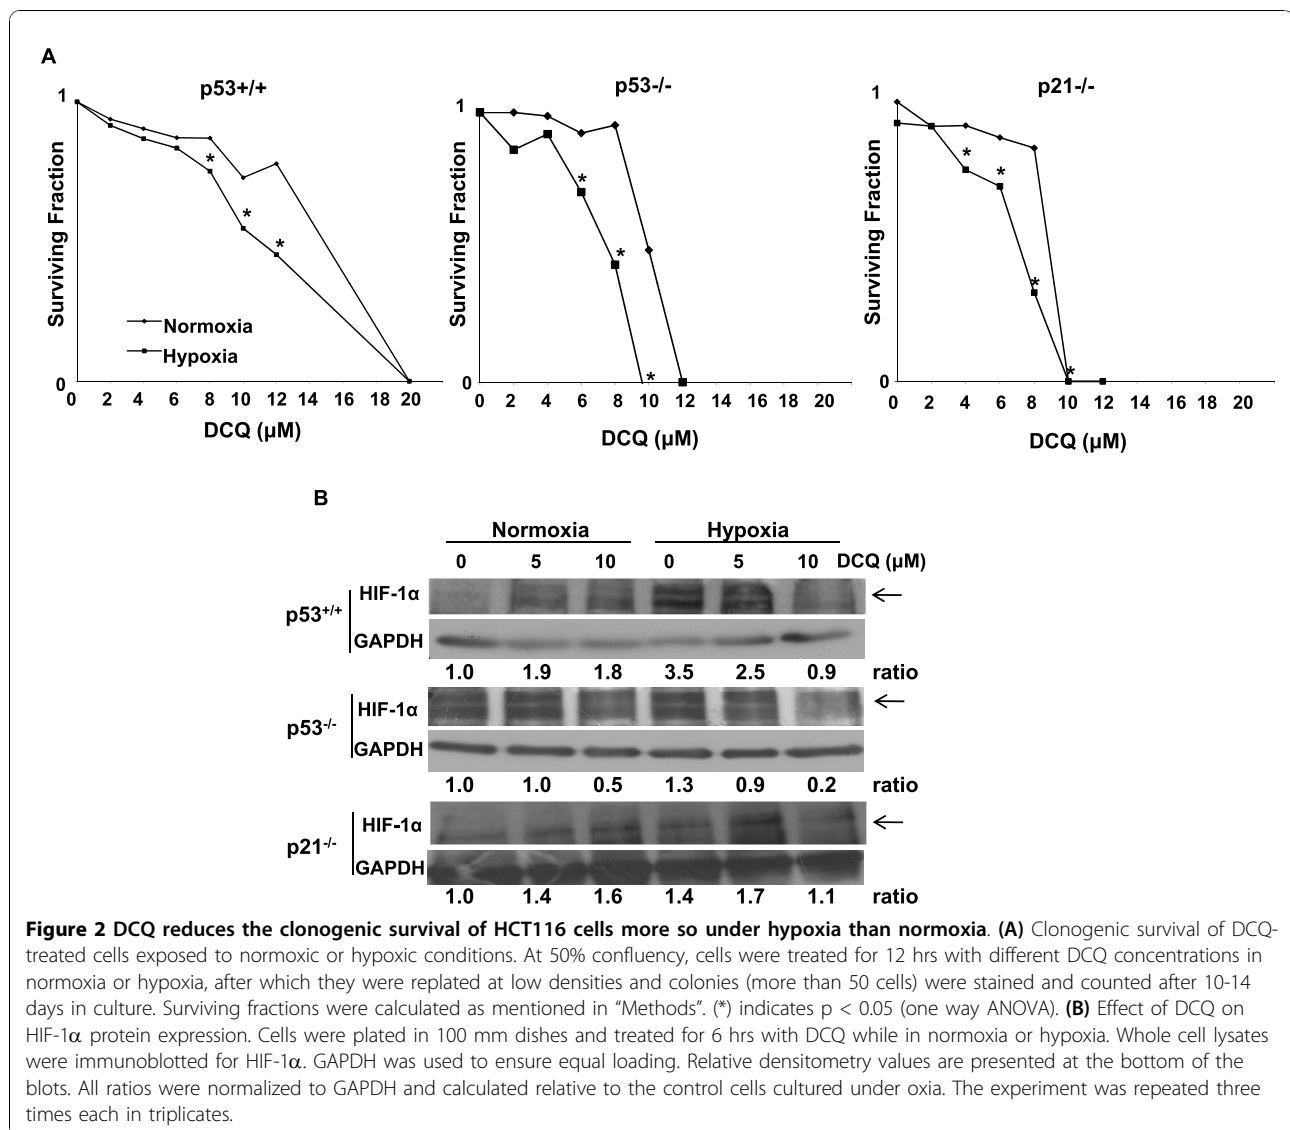 A
p53+/+
1
Surviving Fraction
Normoxia
Hypoxia
0
0 2 4 6 8 10 12 14 16 18 20
DCQ (µM)
p53-/-
1
Surviving Fraction
0
0 2 4 6 8 10 12 14 16 18 20
DCQ (µM)
p21-/-
1
Surviving Fraction
0
0 2 4 6 8 10 12 14 16 18 20
DCQ (µM)
* * *
* * *
*
* * *
*
B
Normoxia Hypoxia
0 5 10 0 5 10 DCQ (µM)
p53+/+
HIF-1α
GAPDH
1.0 1.9 1.8 3.5 2.5 0.9 ratio
p53-/-
HIF-1α
GAPDH
1.0 1.0 0.5 1.3 0.9 0.2 ratio
p21-/-
HIF-1α
GAPDH
1.0 1.4 1.6 1.4 1.7 1.1 ratio
Figure 2 DCQ reduces the clonogenic survival of HCT116 cells more so under hypoxia than normoxia. (A) Clonogenic survival of DCQ-
treated cells exposed to normoxic or hypoxic conditions. At 50% confluency, cells were treated for 12 hrs with different DCQ concentrations in
normoxia or hypoxia, after which they were replated at low densities and colonies (more than 50 cells) were stained and counted after 10-14
days in culture. Surviving fractions were calculated as mentioned in “Methods”. (*) indicates p < 0.05 (one way ANOVA). (B) Effect of DCQ on
HIF-1α protein expression. Cells were plated in 100 mm dishes and treated for 6 hrs with DCQ while in normoxia or hypoxia. Whole cell lysates
were immunoblotted for HIF-1α. GAPDH was used to ensure equal loading. Relative densitometry values are presented at the bottom of the
blots. All ratios were normalized to GAPDH and calculated relative to the control cells cultured under oxia. The experiment was repeated three
times each in triplicates.